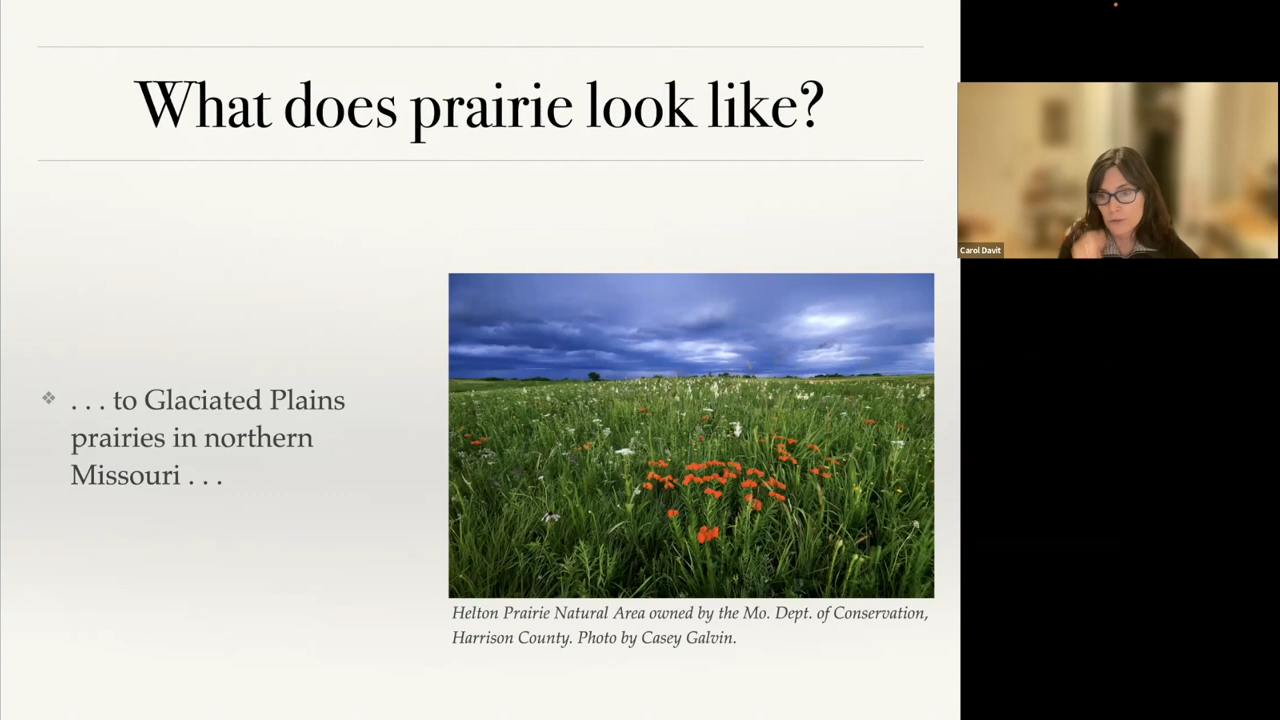 What does prairie look like?
❖ . . . to Glaciated Plains
prairies in northern
Missouri . . .
Helton Prairie Natural Area owned by the Mo. Dept. of Conservation,
Harrison County. Photo by Casey Galvin.
Carol Davit